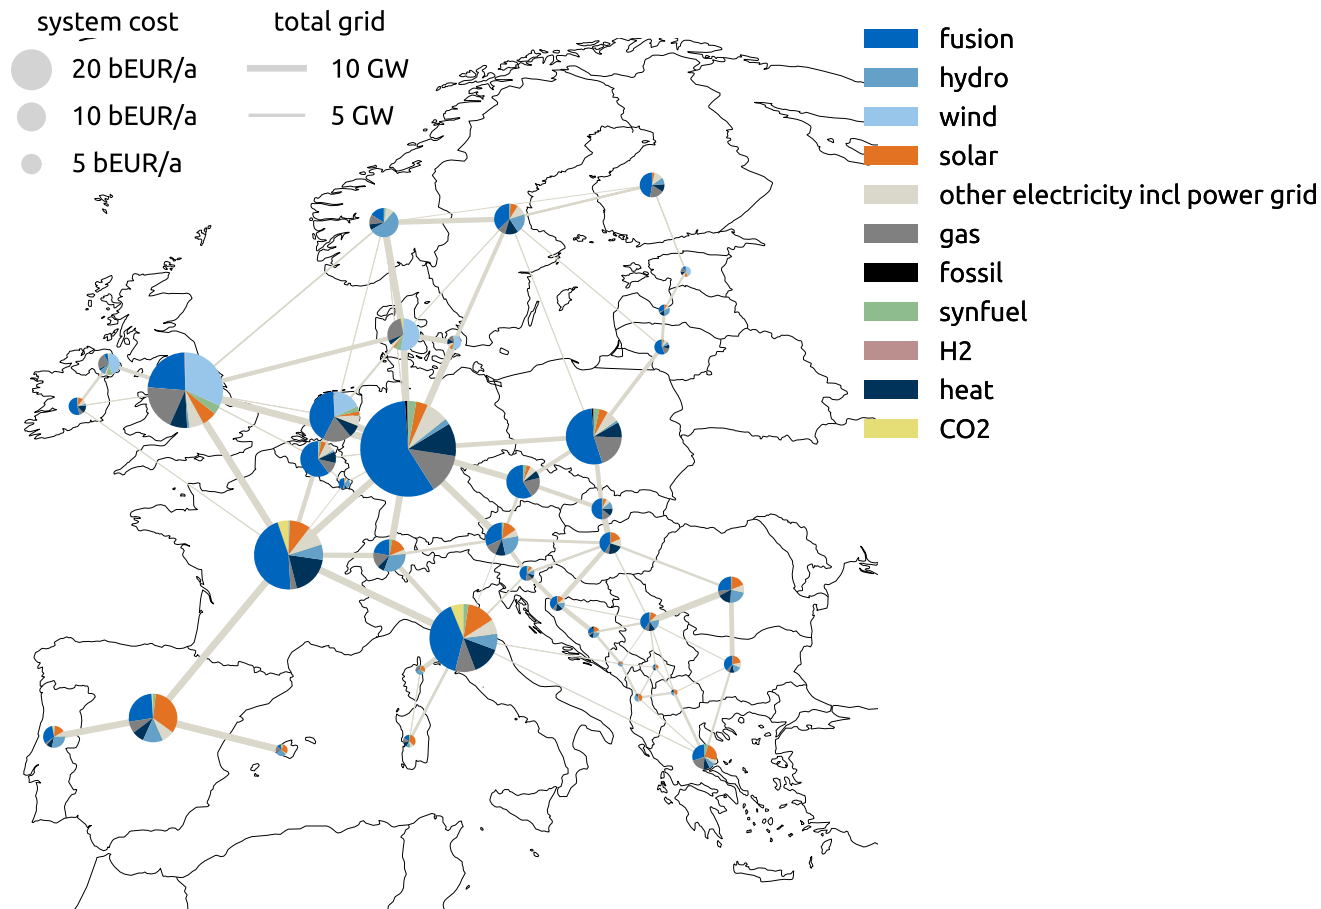 system cost
20 bEUR/a
10 bEUR/a
5 bEUR/a
total grid
10 GW
5 GW
fusion
hydro
wind
solar
other electricity incl power grid
gas
fossil
synfuel
H2
heat
CO2